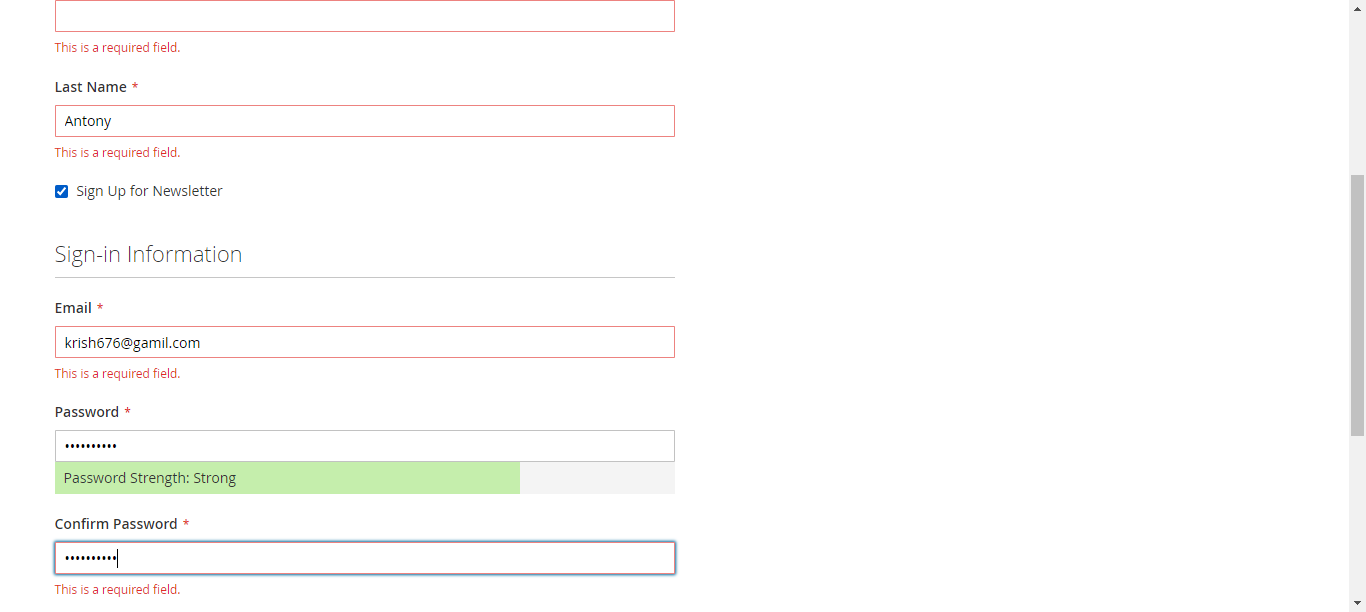 This is a required field.
Last Name *
Antony
This is a required field.
Sign Up for Newsletter
Sign-in Information
Email *
krish676@gamil.com
This is a required field.
Password *
••••••••••
Password Strength: Strong
Confirm Password *
••••••••••
This is a required field.